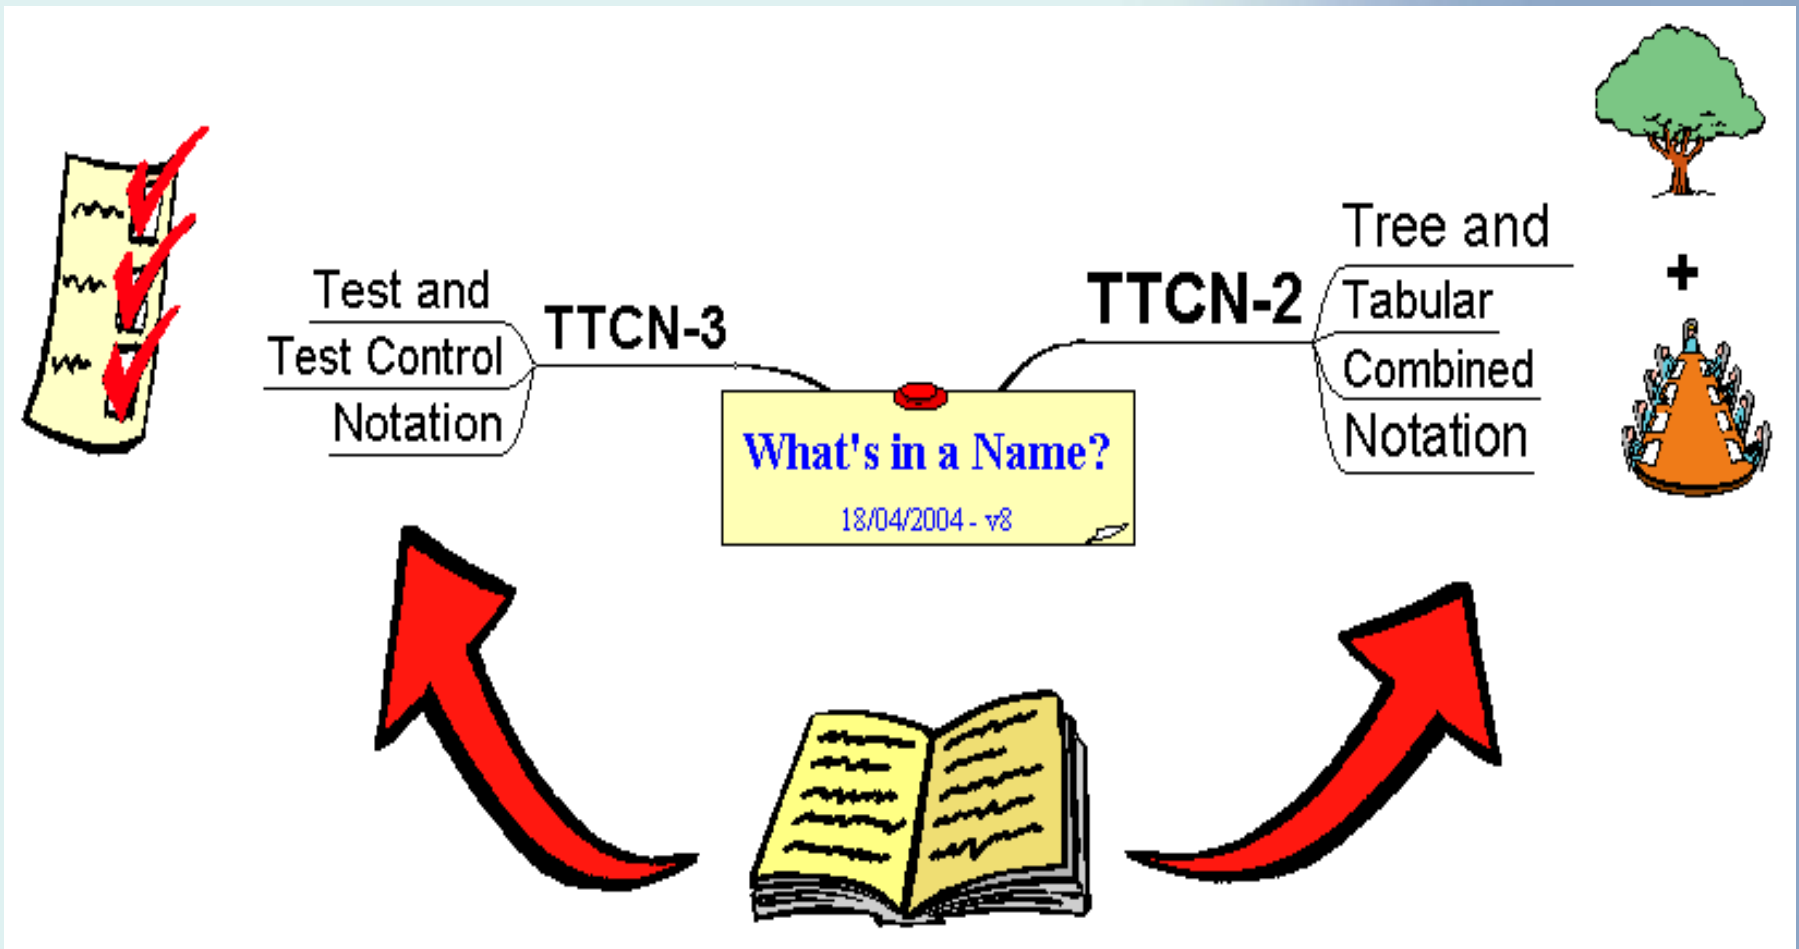 TTCN-3
Test and
Test Control
Notation
What's in a Name?
18/04/2004 - v8
TTCN-2
Tree and
Tabular
Combined
Notation
+